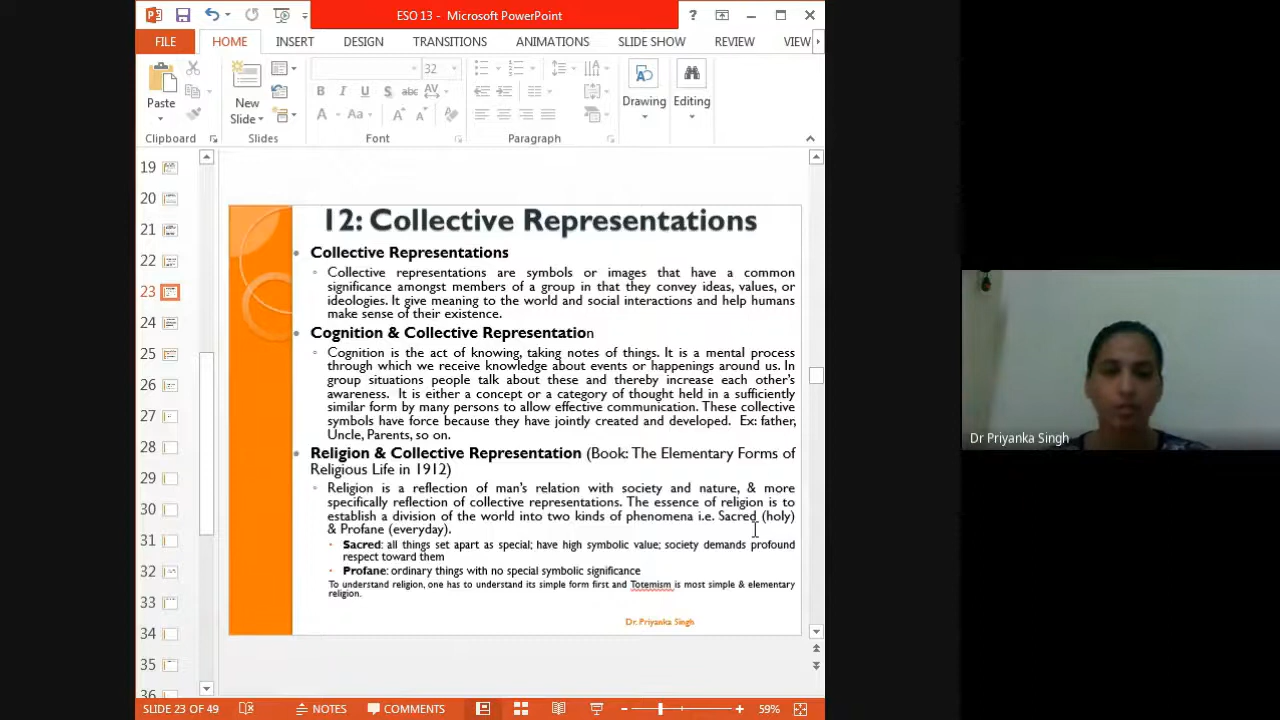 ESO 13 - Microsoft PowerPoint
FILE HOME INSERT DESIGN TRANSITIONS ANIMATIONS SLIDE SHOW REVIEW VIEW
32
Paste New Slide Drawing Editing
B I U S abc AV
A Aa A A
Clipboard Slides Font Paragraph
19
20
21
22
23
24
25
26
27
28
29
30
31
32
33
34
35
36
12: Collective Representations
Collective Representations
Collective representations are symbols or images that have a common
significance amongst members of a group in that they convey ideas, values, or
ideologies. It give meaning to the world and social interactions and help humans
make sense of their existence.
Cognition & Collective Representation
Cognition is the act of knowing, taking notes of things. It is a mental process
through which we receive knowledge about events or happenings around us. In
group situations people talk about these and thereby increase each other's
awareness. It is either a concept or a category of thought held in a sufficiently
similar form by many persons to allow effective communication. These collective
symbols have force because they have jointly created and developed. Ex: father,
Uncle, Parents, so on.
Religion & Collective Representation (Book: The Elementary Forms of
Religious Life in 1912)
Religion is a reflection of man's relation with society and nature, & more
specifically reflection of collective representations. The essence of religion is to
establish a division of the world into two kinds of phenomena i.e. Sacred (holy)
& Profane (everyday).
Sacred: all things set apart as special; have high symbolic value; society demands profound
respect toward them
Profane: ordinary things with no special symbolic significance
To understand religion, one has to understand its simple form first and Totemism is most simple & elementary
religion.
Dr. Priyanka Singh
Dr Priyanka Singh
SLIDE 23 OF 49 NOTES COMMENTS 59%